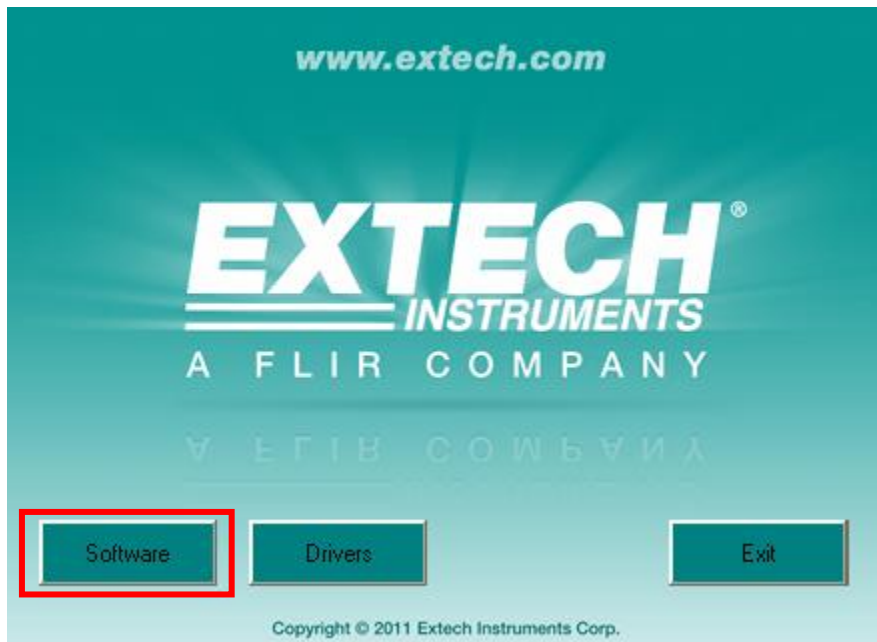 www.extech.com
EXTECH®
INSTRUMENTS
A FLIR COMPANY
Software
Drivers
Exit
Copyright © 2011 Extech Instruments Corp.